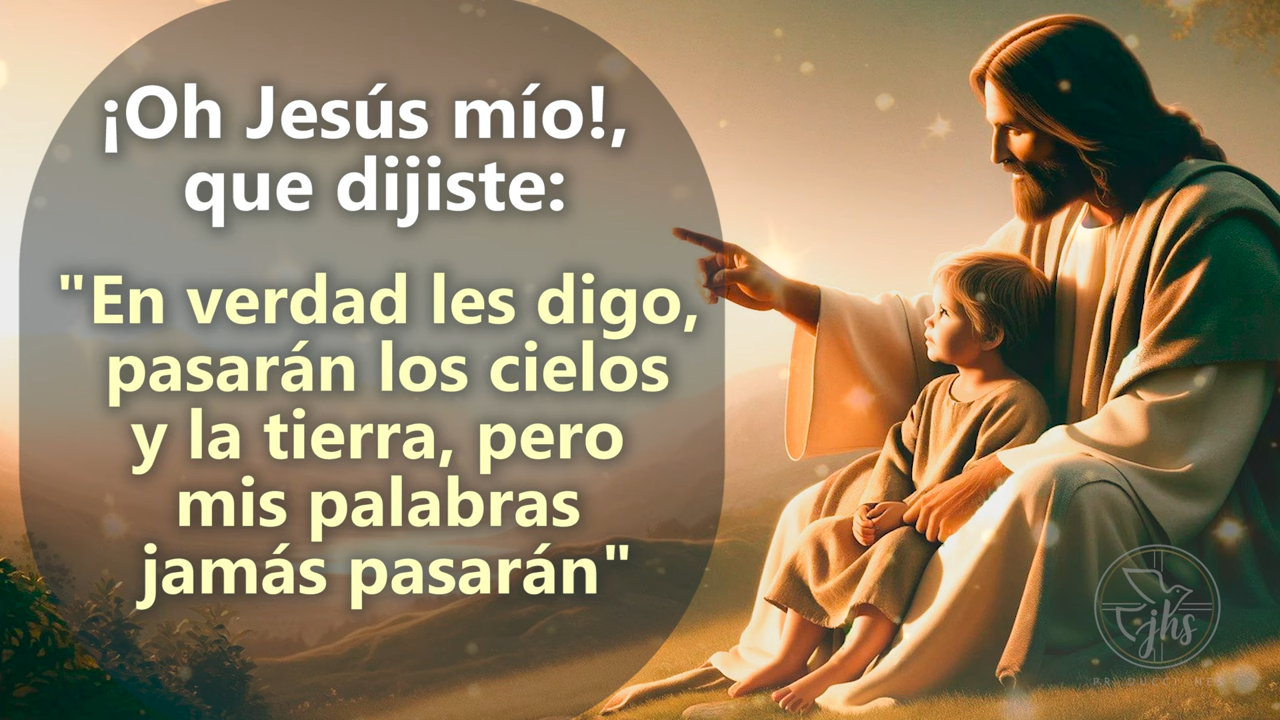 ¡Oh Jesús mío!,
que dijiste:
"En verdad les digo,
pasarán los cielos
y la tierra, pero
mis palabras
jamás pasarán"
jhs
PRODUCCIONES